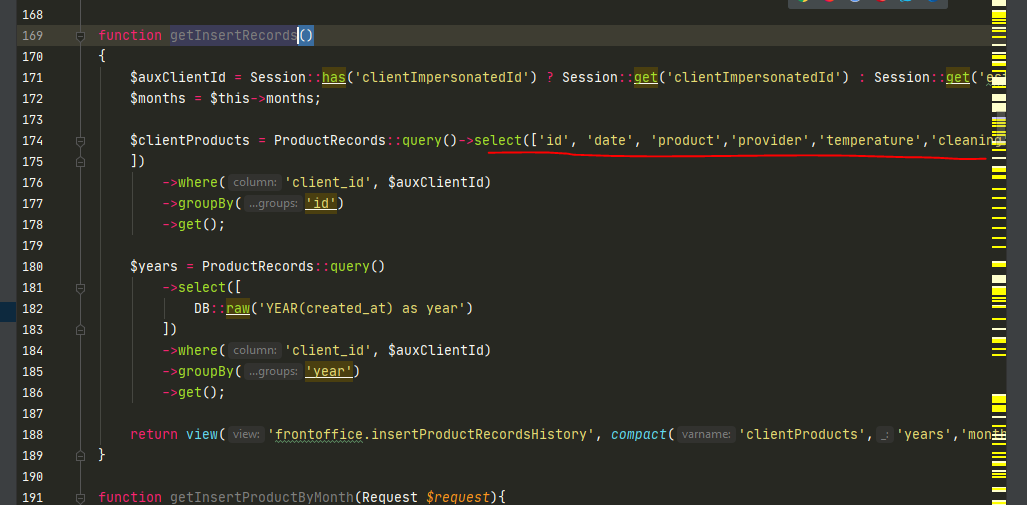 168
169 function getInsertRecords()
170 {
171 $auxClientId = Session::has('clientImpersonatedId') ? Session::get('clientImpersonatedId') : Session::get('es
172 $months = $this->months;
173
174 $clientProducts = ProductRecords::query()->select(['id', 'date', 'product','provider','temperature','cleaning
175 ])
176 ->where( column: 'client_id', $auxClientId)
177 ->groupBy( ...groups: 'id')
178 ->get();
179
180 $years = ProductRecords::query()
181 ->select([
182 DB::raw('YEAR(created_at) as year')
183 ])
184 ->where( column: 'client_id', $auxClientId)
185 ->groupBy( ...groups: 'year')
186 ->get();
187
188 return view( view: 'frontoffice.insertProductRecordsHistory', compact( varname: 'clientProducts', _: 'years','month
189 }
190
191 function getInsertProductByMonth(Request $request){